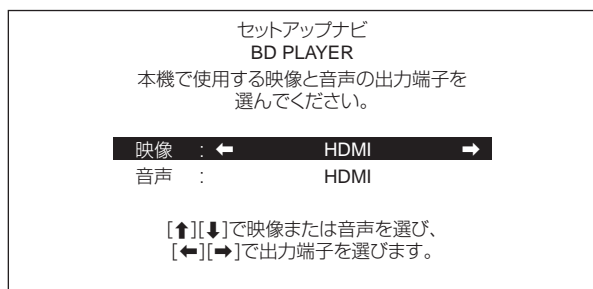 セットアップナビ
BD PLAYER
本機で使用する映像と音声の出力端子を
選んでください。
映像 : ⬅ HDMI ➡
音声 : HDMI
[⬆][⬇]で映像または音声を選び、
[⬅][➡]で出力端子を選びます。